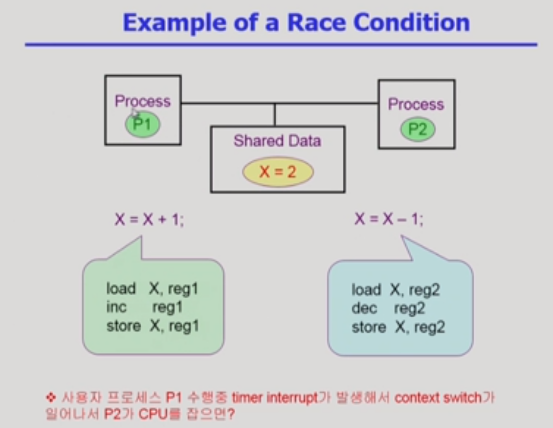 Example of a Race Condition
Process
P1
Process
P2
Shared Data
X = 2
X = X + 1;
X = X – 1;
load X, reg1
inc reg1
store X, reg1
load X, reg2
dec reg2
store X, reg2
❖ 사용자 프로세스 P1 수행중 timer interrupt가 발생해서 context switch가
일어나서 P2가 CPU를 잡으면?